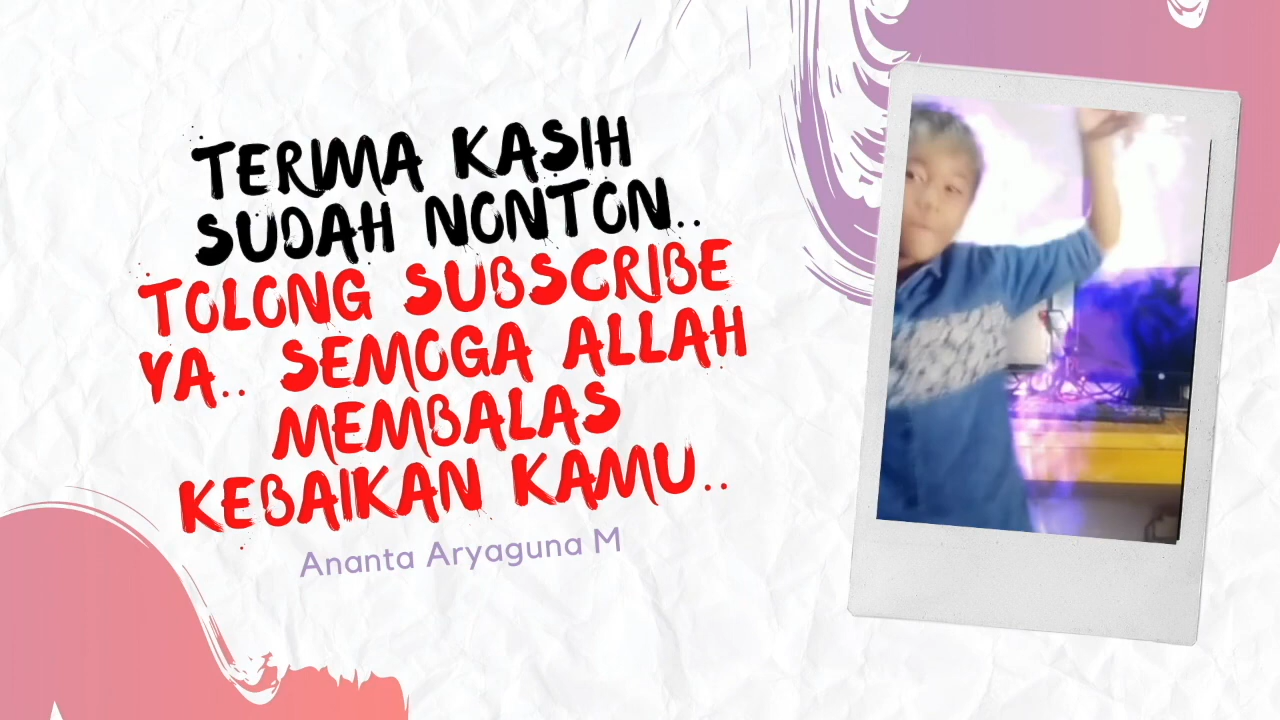 TERIMA KASIH
SUDAH NONTON..
TOLONG SUBSCRIBE
YA.. SEMOGA ALLAH
MEMBALAS
KEBAIKAN KAMU..
Ananta Aryaguna M